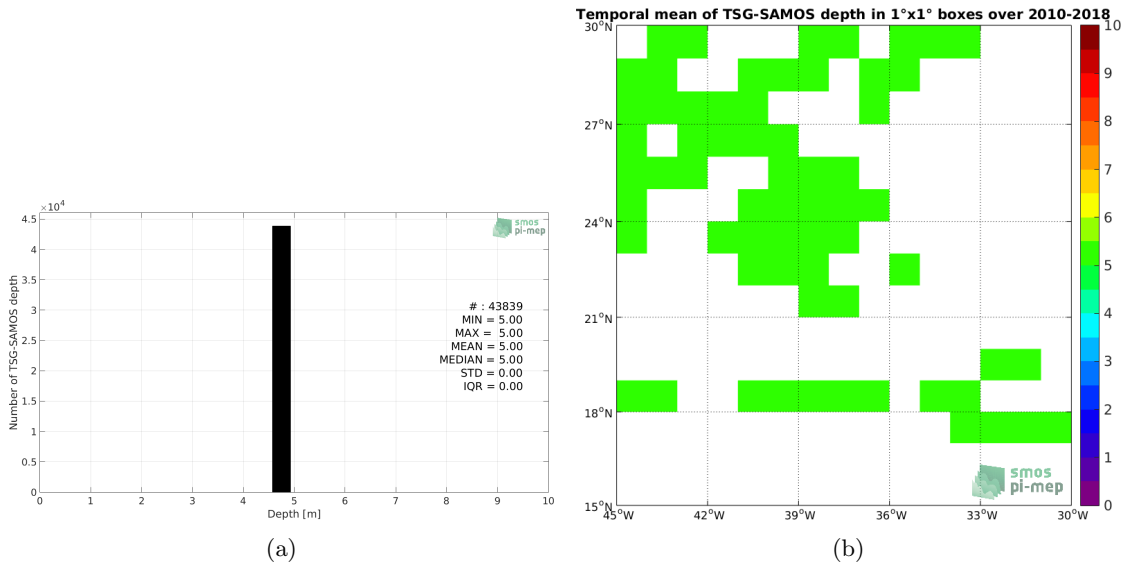 ×10⁴
4.5
4
3.5
3
2.5
2
1.5
1
0.5
0
Number of TSG-SAMOS depth
smos
pi-mep
# : 43839
MIN = 5.00
MAX = 5.00
MEAN = 5.00
MEDIAN = 5.00
STD = 0.00
IQR = 0.00
0 1 2 3 4 5 6 7 8 9 10
Depth [m]
(a)
Temporal mean of TSG-SAMOS depth in 1°x1° boxes over 2010-2018
30°N
27°N
24°N
21°N
18°N
15°N
45°W 42°W 39°W 36°W 33°W 30°W
smos
pi-mep
10
9
8
7
6
5
4
3
2
1
0
(b)